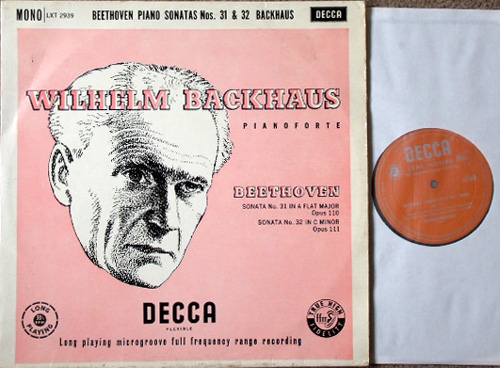 MONO LXT 2939 BEETHOVEN PIANO SONATAS Nos. 31 & 32 BACKHAUS DECCA
WILHELM BACKHAUS
PIANOFORTE
BEETHOVEN
SONATA No. 31 IN A FLAT MAJOR
Opus 110
SONATA No. 32 IN C MINOR
Opus 111
LONG
PLAYING
DECCA
FLEXIBLE
TRUE HIGH
ffrr
FIDELITY
Long playing microgroove full frequency range recording
DECCA